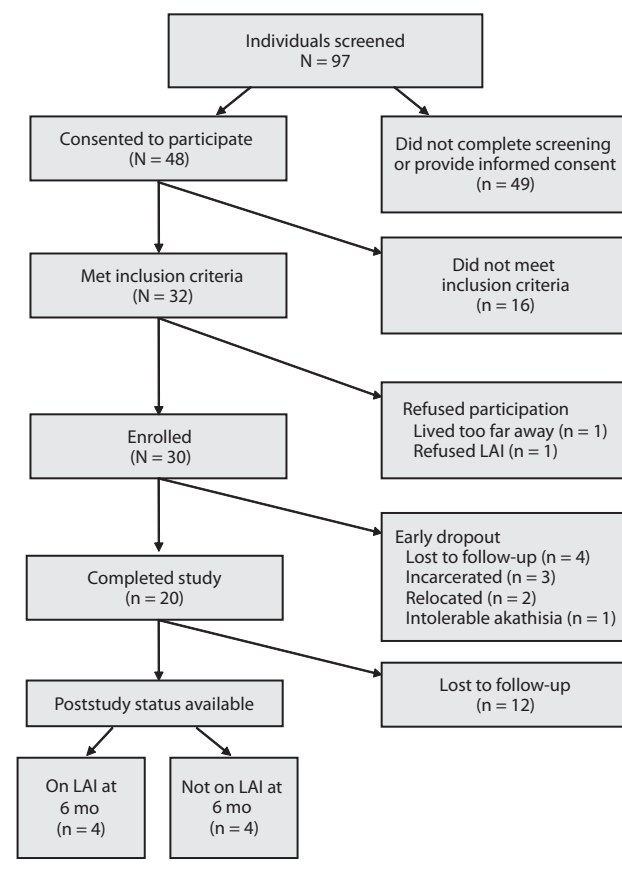 Individuals screened
N = 97
Consented to participate
(N = 48)
Did not complete screening
or provide informed consent
(n = 49)
Met inclusion criteria
(N = 32)
Did not meet
inclusion criteria
(n = 16)
Enrolled
(N = 30)
Refused participation
Lived too far away (n = 1)
Refused LAI (n = 1)
Completed study
(n = 20)
Early dropout
Lost to follow-up (n = 4)
Incarcerated (n = 3)
Relocated (n = 2)
Intolerable akathisia (n = 1)
Poststudy status available
Lost to follow-up
(n = 12)
On LAI at
6 mo
(n = 4)
Not on LAI at
6 mo
(n = 4)